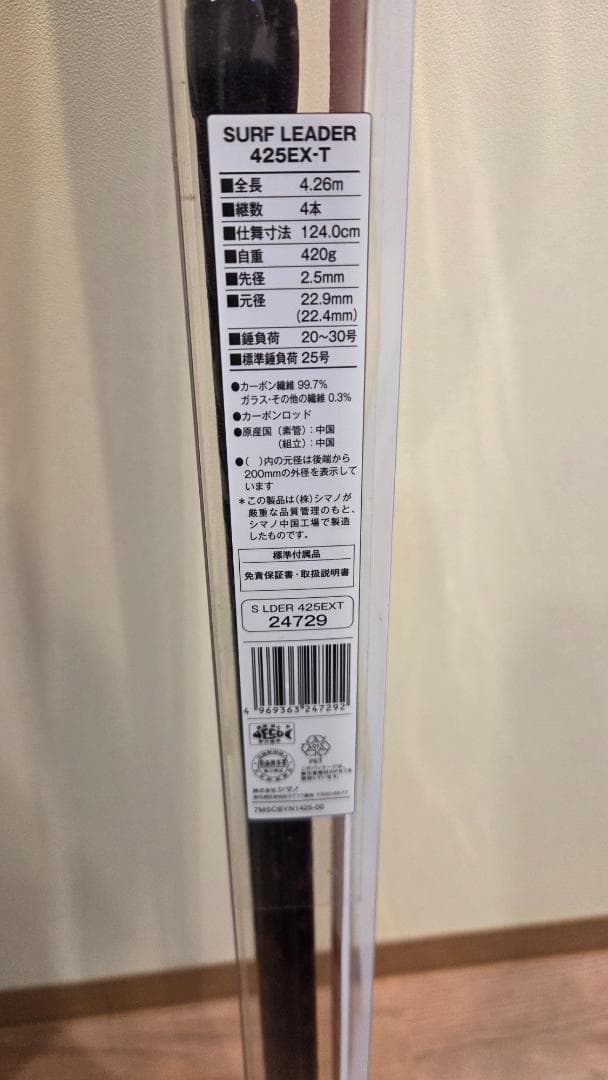 SURF LEADER
425EX-T
■全長 4.26m
■継数 4本
■仕舞寸法 124.0cm
■自重 420g
■先径 2.5mm
■元径 22.9mm
(22.4mm)
■錘負荷 20〜30号
■標準錘負荷 25号
●カーボン繊維 99.7%
ガラス・その他の繊維 0.3%
●カーボンロッド
●原産国(素管):中国
(組立):中国
●( )内の元径は後端から
200mmの外径を表示して
います
*この製品は(株)シマノが
厳重な品質管理のもと、
シマノ中国工場で製造
したものです。
標準付属品
免責保証書・取扱説明書
S LDER 425EXT
24729
4 969363 247292
PET
株式会社シマノ